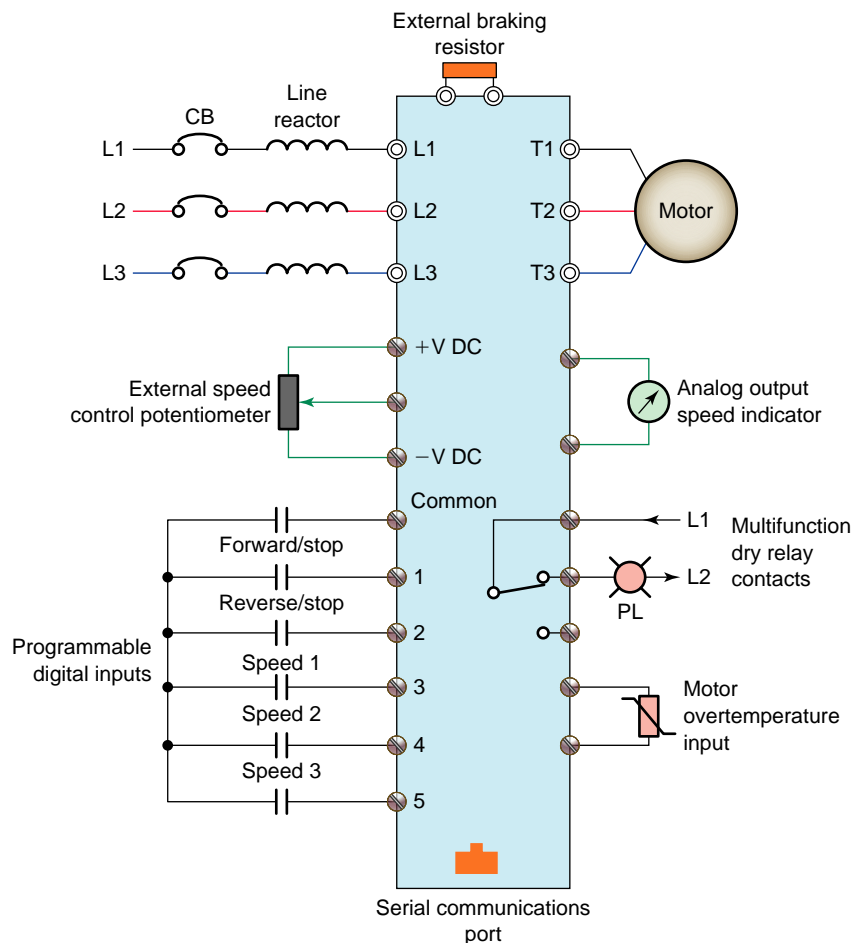 External braking
resistor
CB
Line
reactor
L1
L1
T1
L2
L2
T2
Motor
L3
L3
T3
+V DC
External speed
control potentiometer
Analog output
speed indicator
−V DC
Common
L1
Multifunction
dry relay
contacts
Forward/stop
1
L2
PL
Reverse/stop
2
Programmable
digital inputs
Speed 1
3
Motor
overtemperature
input
Speed 2
4
Speed 3
5
Serial communications
port